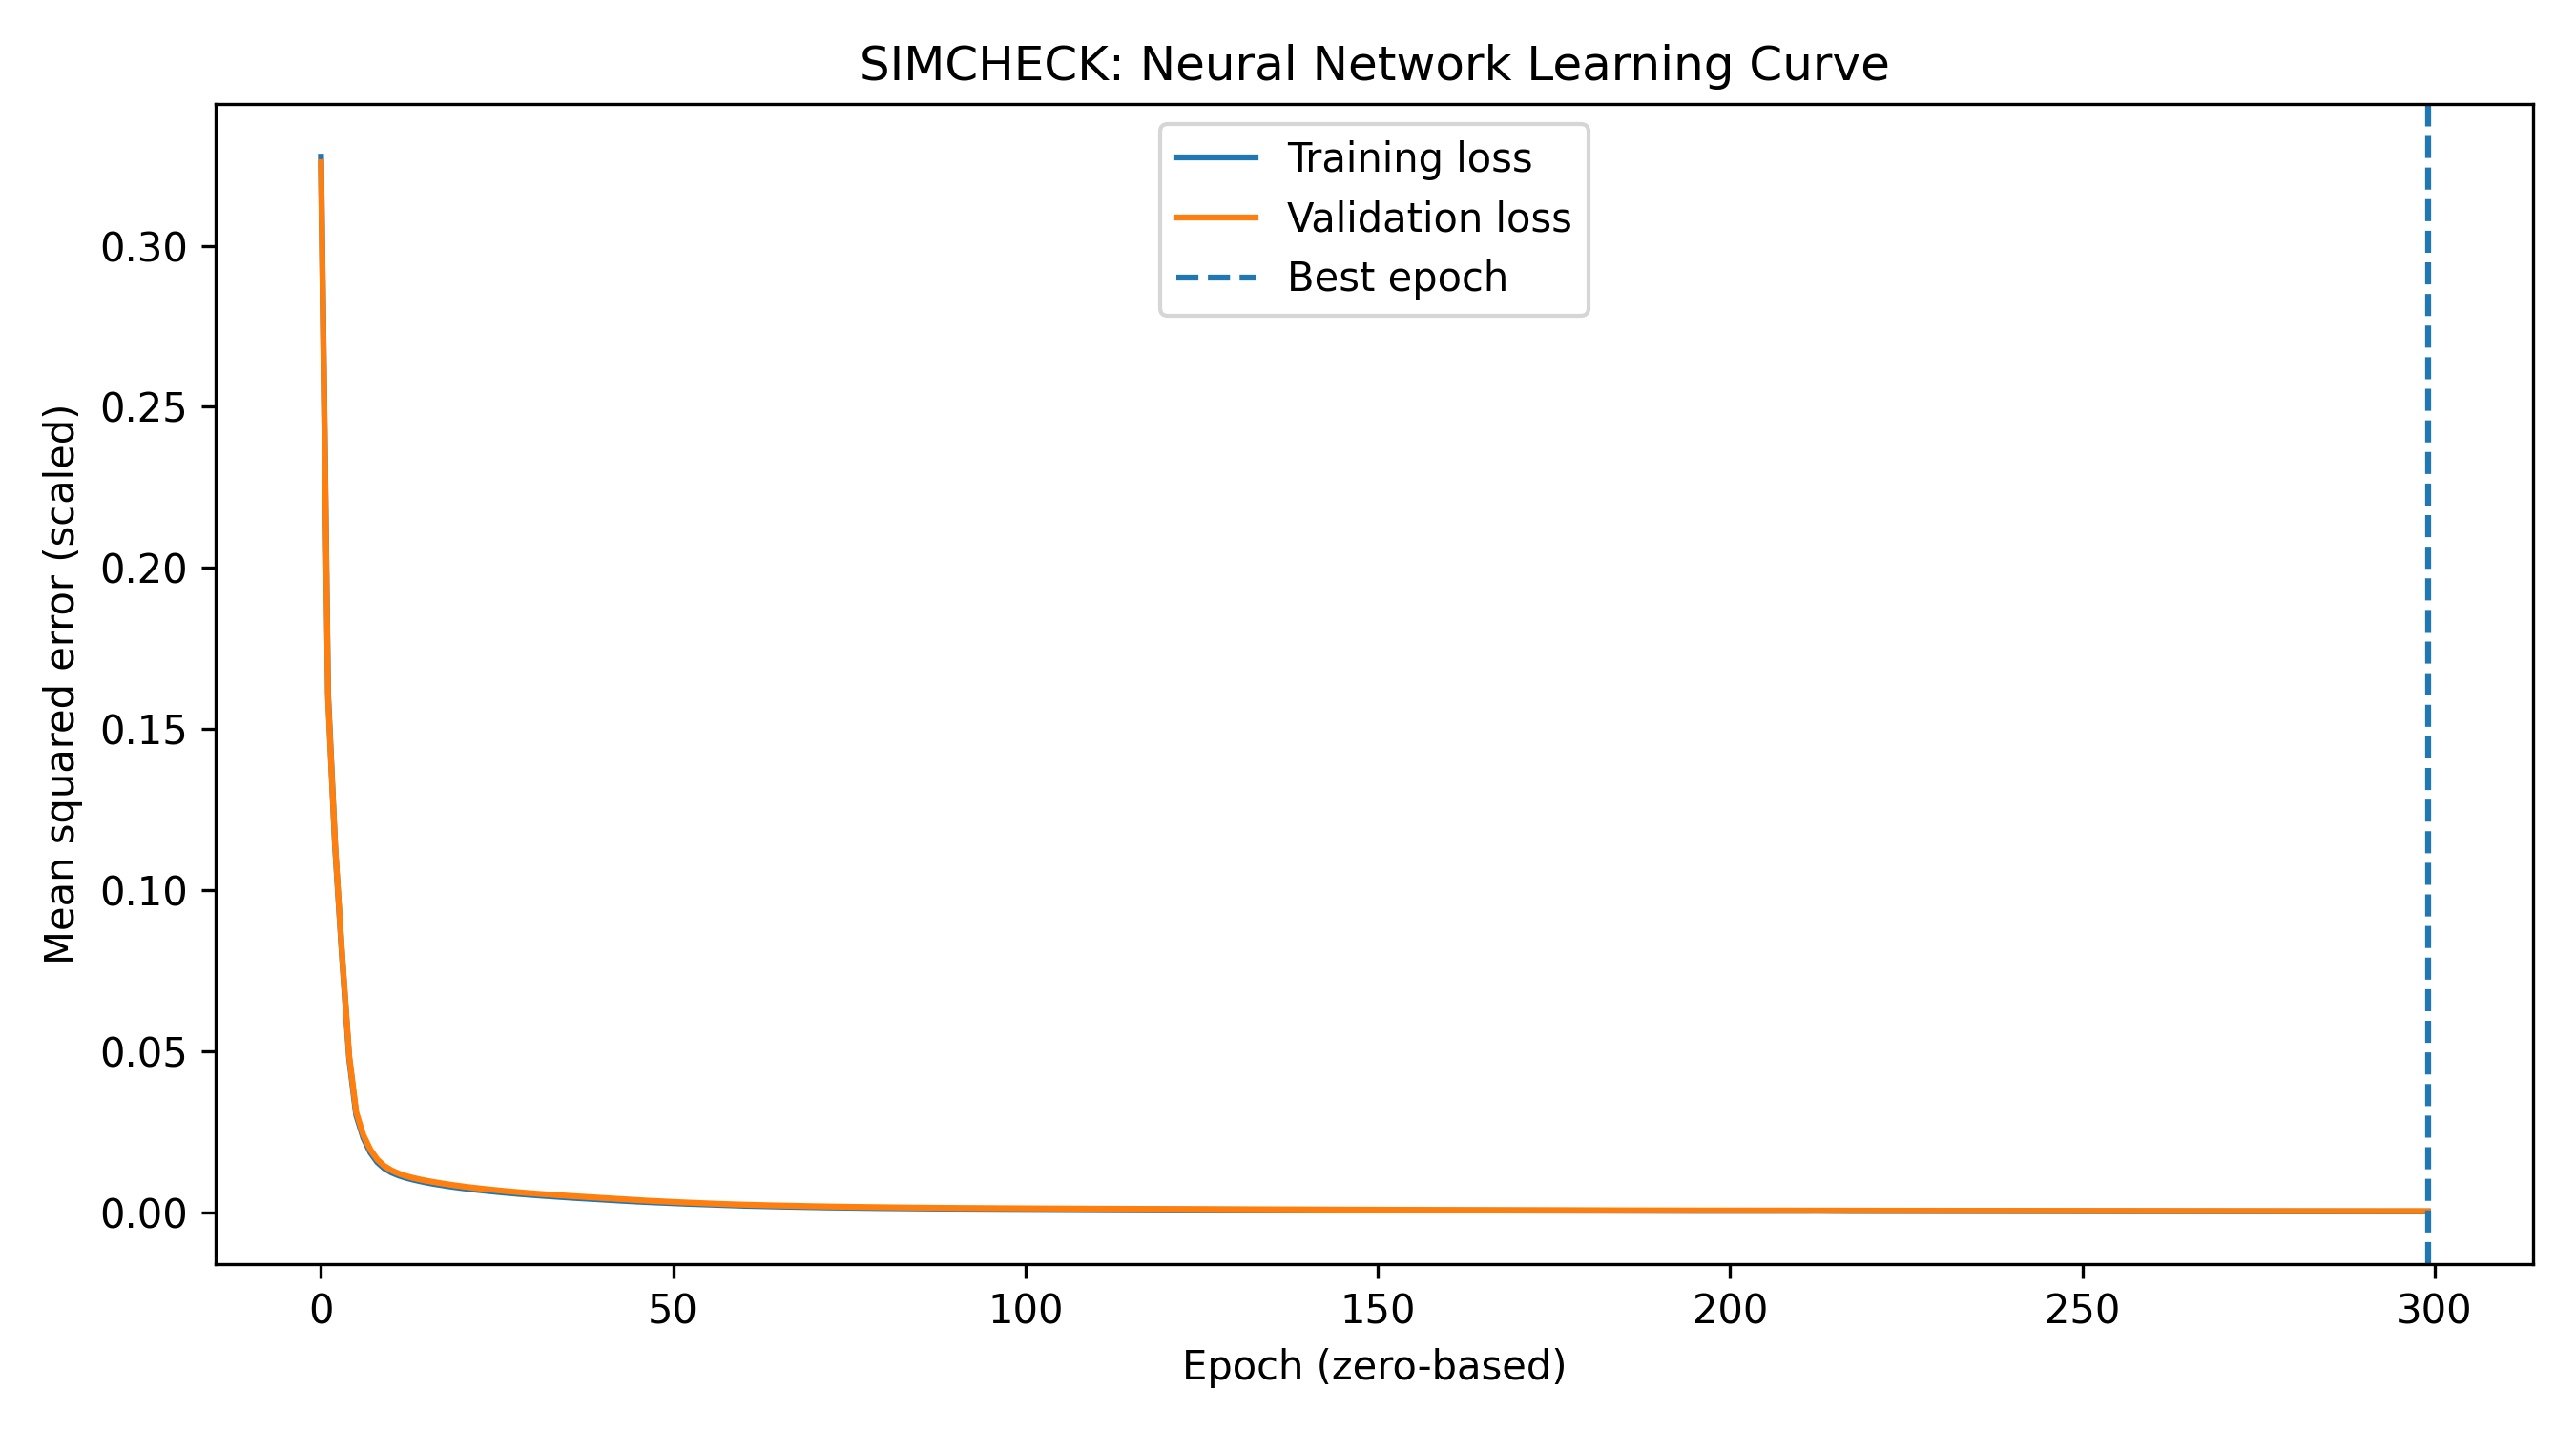 SIMCHECK: Neural Network Learning Curve
Training loss
Validation loss
Best epoch
Mean squared error (scaled)
0.30
0.25
0.20
0.15
0.10
0.05
0.00
0 50 100 150 200 250 300
Epoch (zero-based)